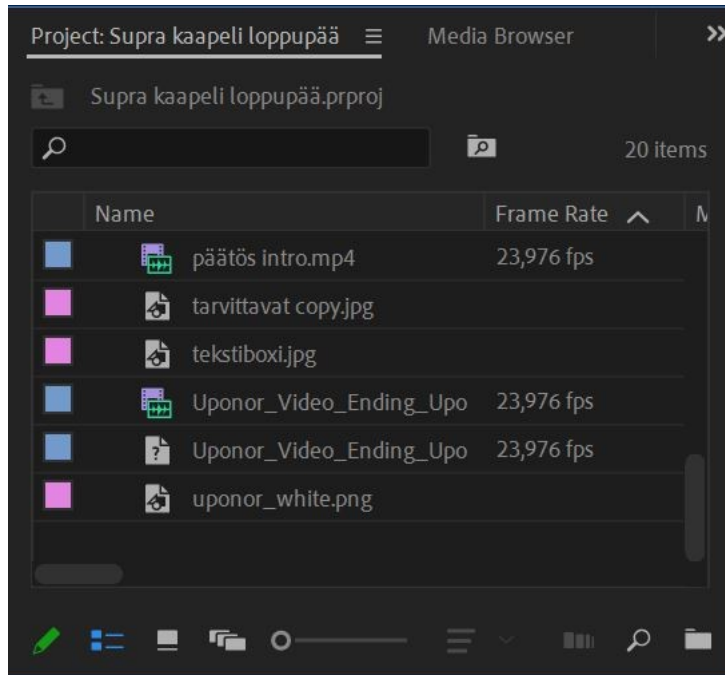 Project: Supra kaapeli loppupää Media Browser
Supra kaapeli loppupää.prproj
20 items
Name Frame Rate
päätös intro.mp4 23,976 fps
tarvittavat copy.jpg
tekstiboxi.jpg
Uponor_Video_Ending_Upo 23,976 fps
Uponor_Video_Ending_Upo 23,976 fps
uponor_white.png